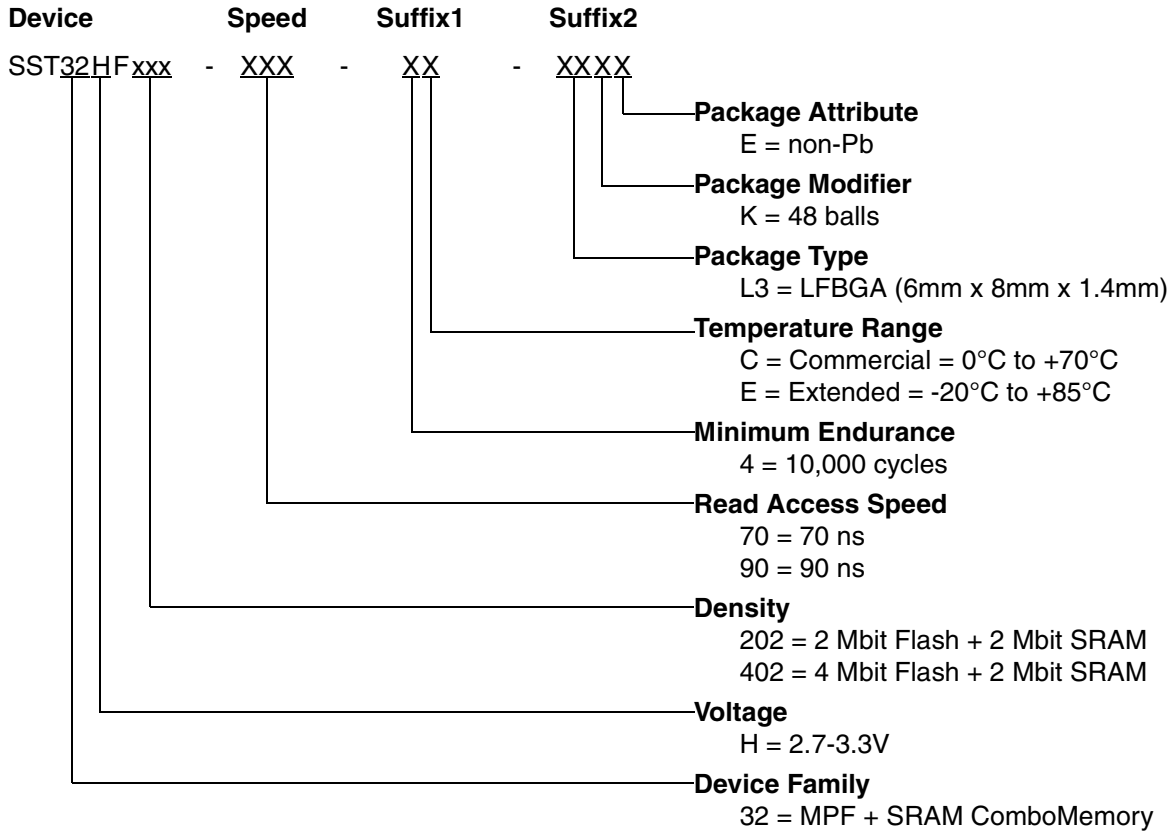 Device Speed Suffix1 Suffix2
SST32HFxxx - XXX - XX - XXXX
Package Attribute
E = non-Pb
Package Modifier
K = 48 balls
Package Type
L3 = LFBGA (6mm x 8mm x 1.4mm)
Temperature Range
C = Commercial = 0°C to +70°C
E = Extended = -20°C to +85°C
Minimum Endurance
4 = 10,000 cycles
Read Access Speed
70 = 70 ns
90 = 90 ns
Density
202 = 2 Mbit Flash + 2 Mbit SRAM
402 = 4 Mbit Flash + 2 Mbit SRAM
Voltage
H = 2.7-3.3V
Device Family
32 = MPF + SRAM ComboMemory